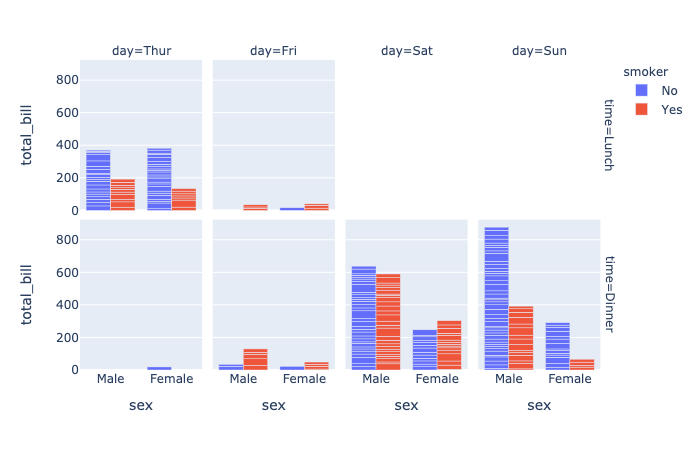 day=Thur day=Fri day=Sat day=Sun
smoker
No
Yes
total_bill
800
600
400
200
0
time=Lunch
total_bill
800
600
400
200
0
time=Dinner
Male Female Male Female Male Female Male Female
sex sex sex sex